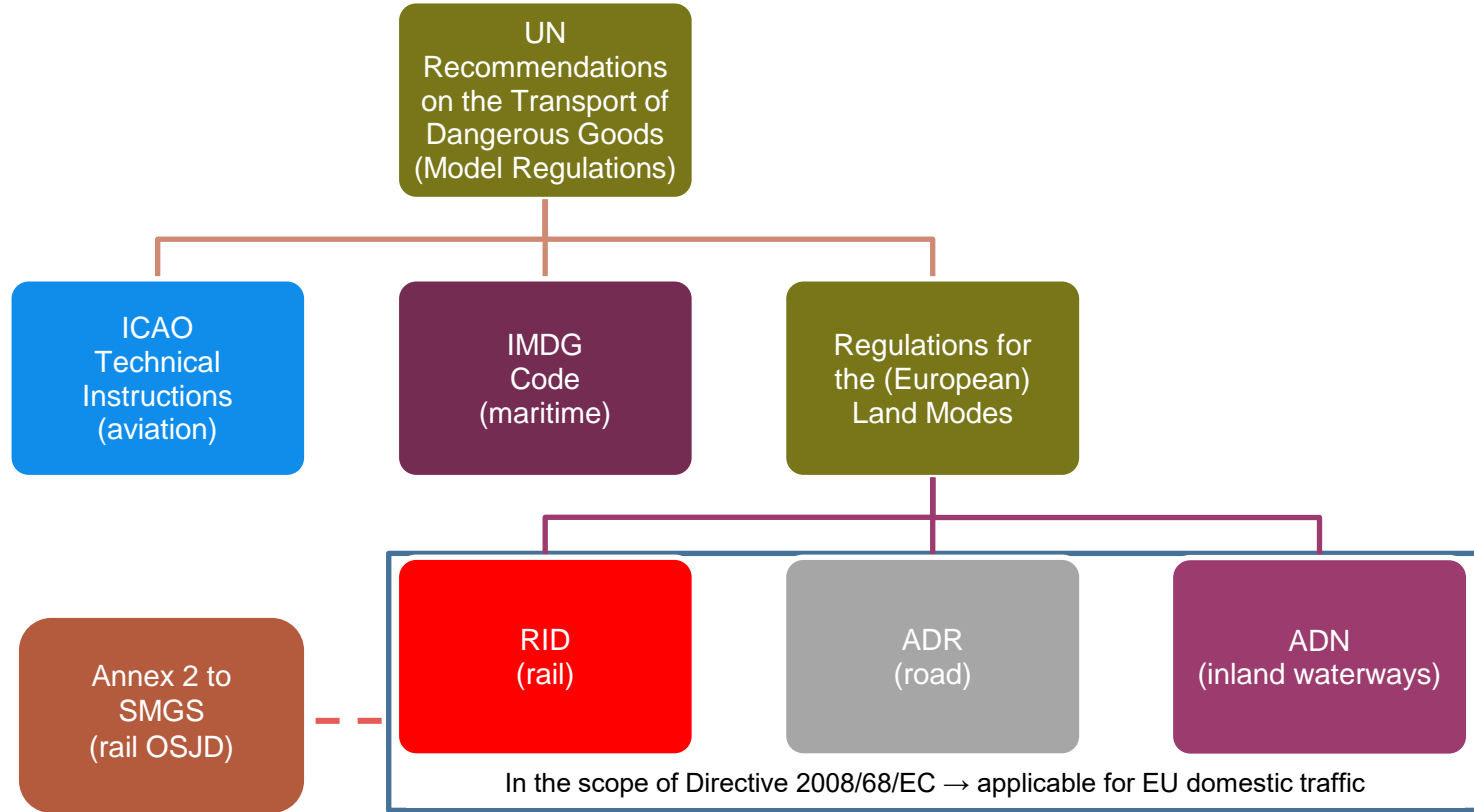 UN
Recommendations
on the Transport of
Dangerous Goods
(Model Regulations)
ICAO
Technical
Instructions
(aviation)
IMDG
Code
(maritime)
Regulations for
the (European)
Land Modes
Annex 2 to
SMGS
(rail OSJD)
RID
(rail)
ADR
(road)
ADN
(inland waterways)
In the scope of Directive 2008/68/EC → applicable for EU domestic traffic